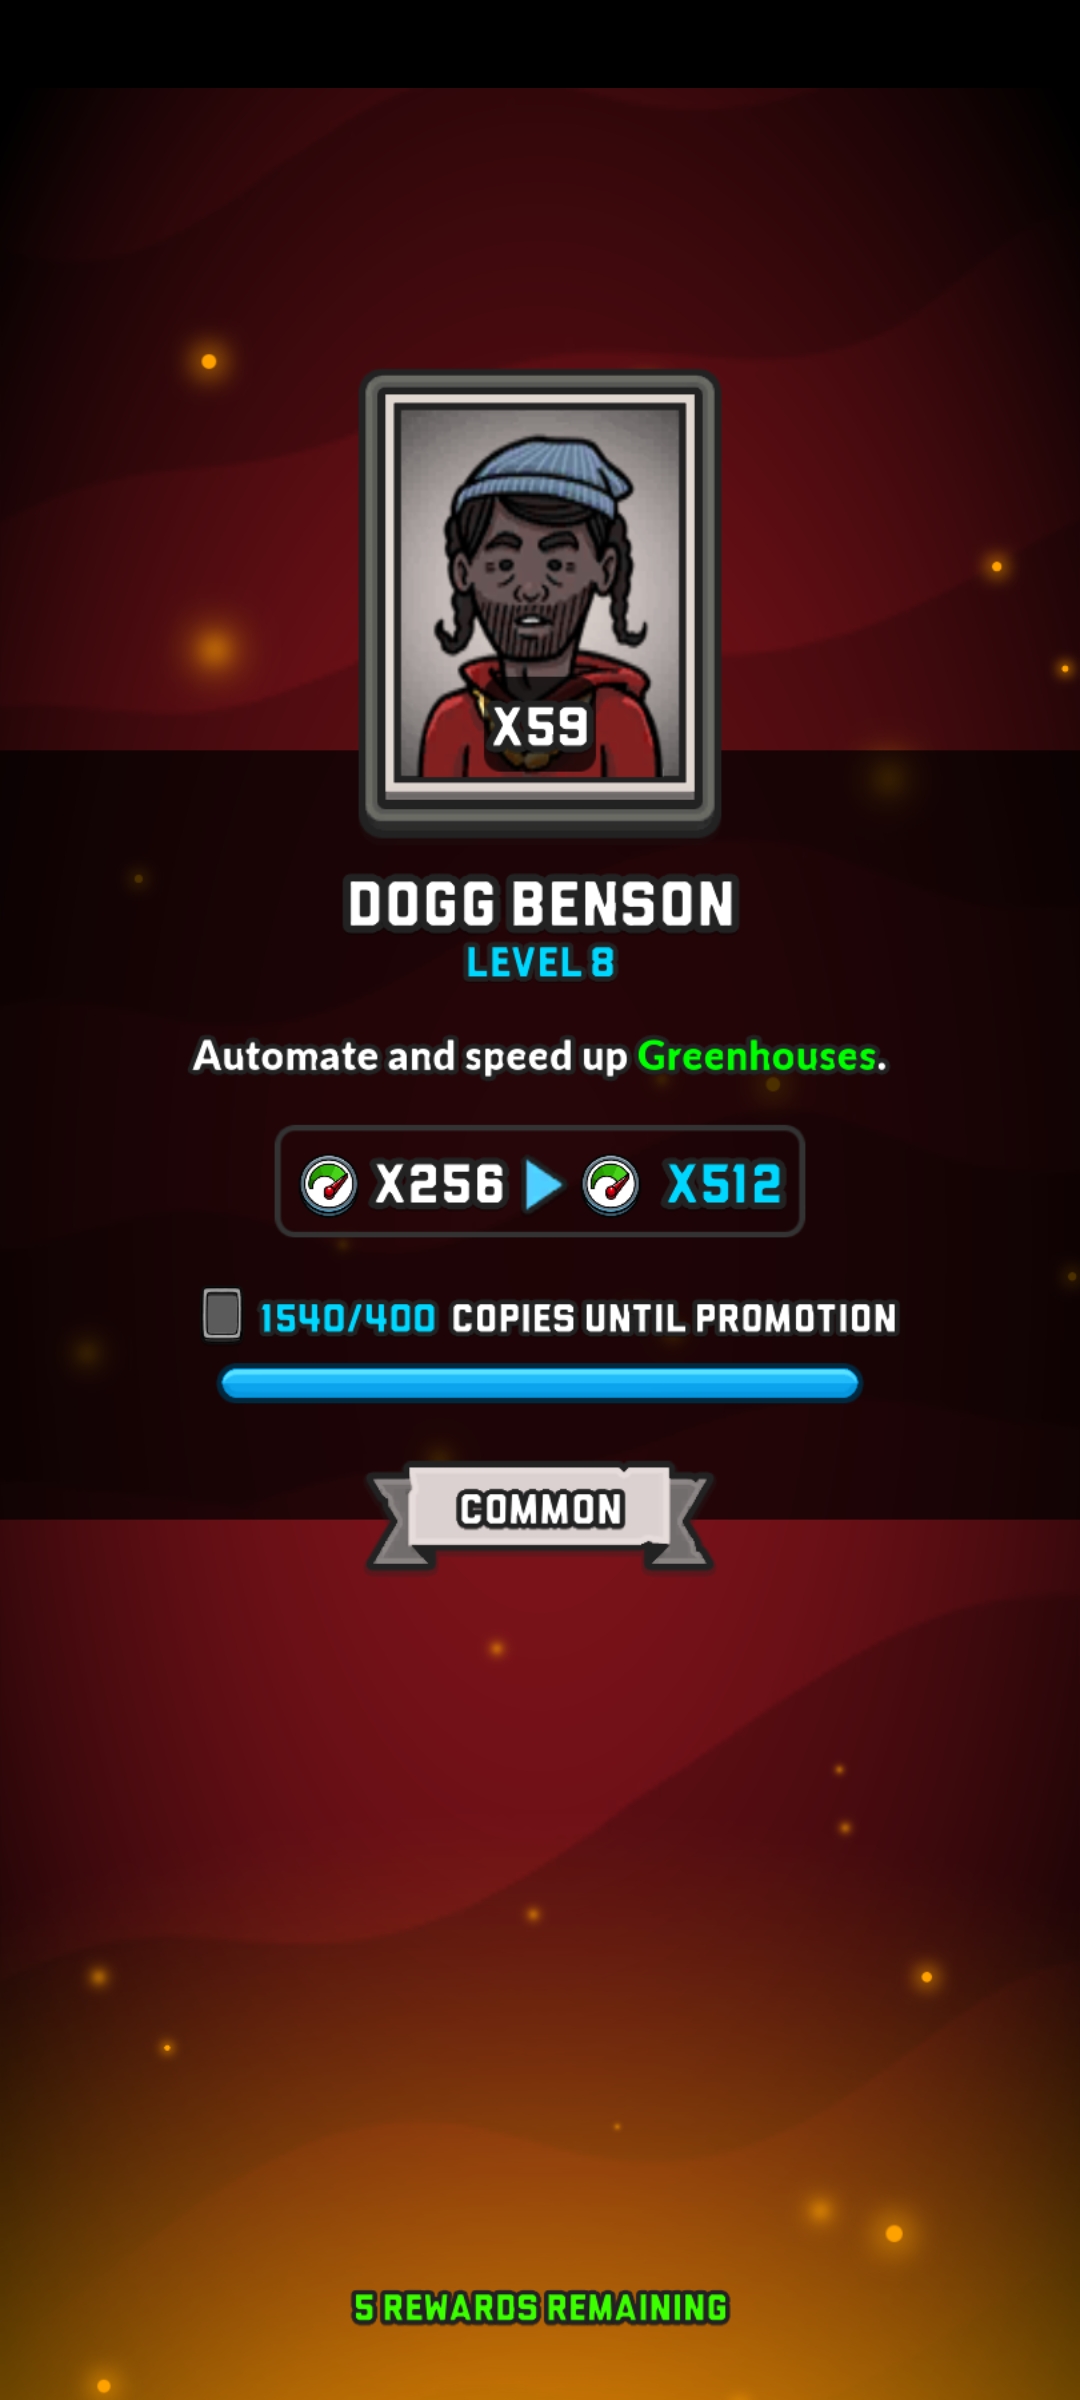 X59
DOGG BENSON
LEVEL 8
Automate and speed up Greenhouses.
X256 X512
1540/400 COPIES UNTIL PROMOTION
COMMON
5 REWARDS REMAINING